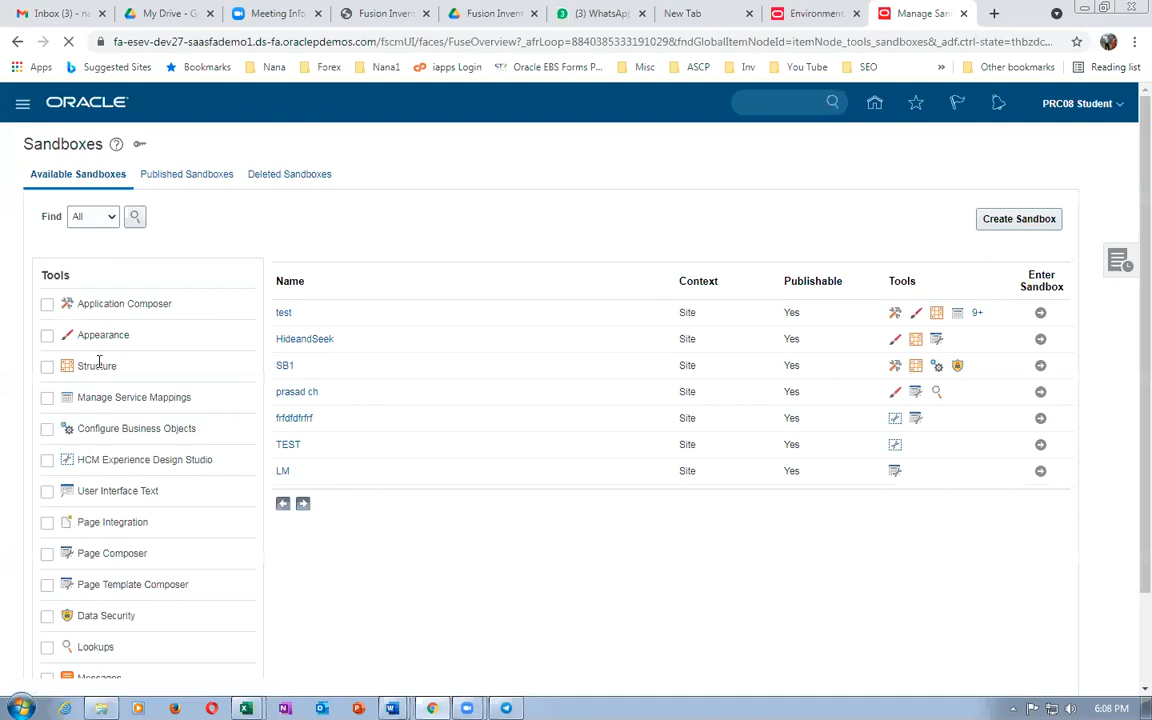 Inbox (3) - na
My Drive - G
Meeting Info
Fusion Inven
Fusion Invent
(3) WhatsApp
New Tab
Environment
Manage San
fa-esev-dev27-saasfademo1.ds-fa.oraclepdemos.com/fscmUI/faces/FuseOverview?_afrLoop=8840385333191029&fndGlobalItemNodeId=itemNode_tools_sandboxes&_adf.ctrl-state=thbzdc...
Apps
Suggested Sites
Bookmarks
Nana
Forex
Nana1
iapps Login
Oracle EBS Forms P...
Misc
ASCP
Inv
You Tube
SEO
»
Other bookmarks
Reading list
ORACLE
PRC08 Student
Sandboxes
Available Sandboxes
Published Sandboxes
Deleted Sandboxes
Find All
Create Sandbox
Tools
Application Composer
Appearance
Structure
Manage Service Mappings
Configure Business Objects
HCM Experience Design Studio
User Interface Text
Page Integration
Page Composer
Page Template Composer
Data Security
Lookups
Messages
Name Context Publishable Tools Enter Sandbox
test Site Yes 9+
HideandSeek Site Yes
SB1 Site Yes
prasad ch Site Yes
frfdfdfrfrf Site Yes
TEST Site Yes
LM Site Yes
6:08 PM